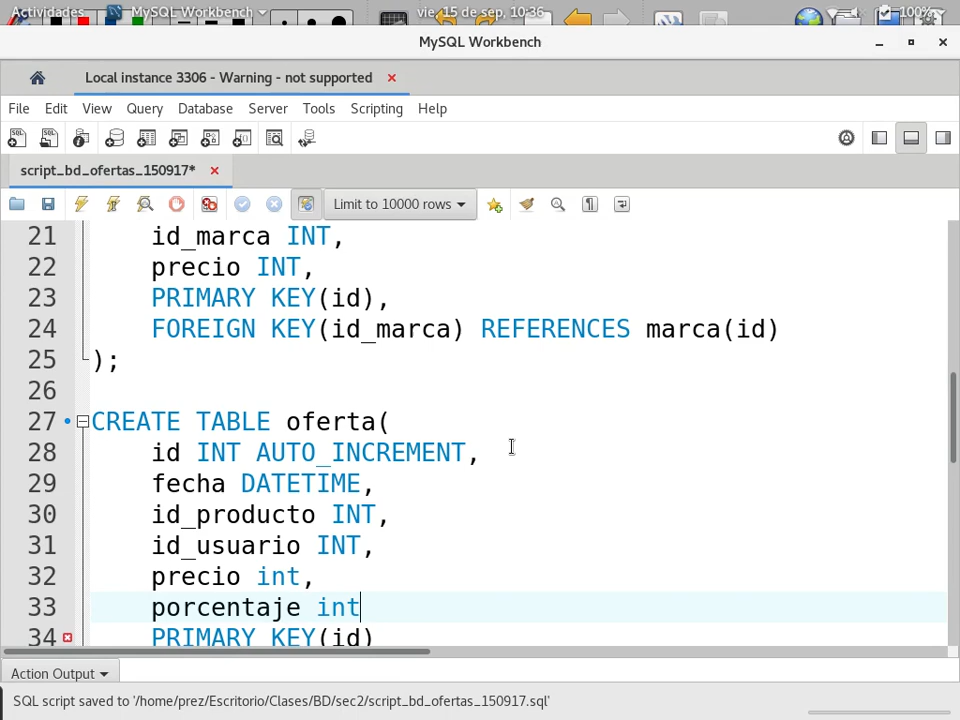 Actividades MySQL Workbench vie, 15 de sep, 10:36 100%
MySQL Workbench
Local instance 3306 - Warning - not supported
File Edit View Query Database Server Tools Scripting Help
script_bd_ofertas_150917*
Limit to 10000 rows
21 id_marca INT,
22 precio INT,
23 PRIMARY KEY(id),
24 FOREIGN KEY(id_marca) REFERENCES marca(id)
25 );
26
27 CREATE TABLE oferta(
28 id INT AUTO_INCREMENT,
29 fecha DATETIME,
30 id_producto INT,
31 id_usuario INT,
32 precio int,
33 porcentaje int
34 PRIMARY KEY(id)
Action Output
SQL script saved to '/home/prez/Escritorio/Clases/BD/sec2/script_bd_ofertas_150917.sql'